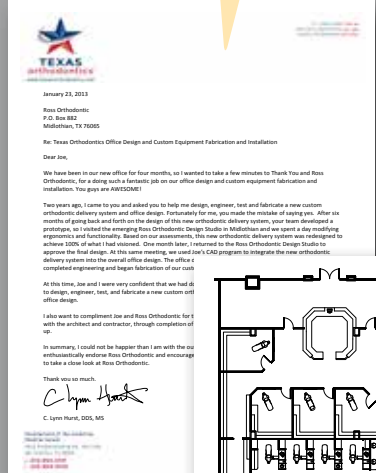 TEXAS
orthodontics
January 23, 2013
Ross Orthodontic
P.O. Box 882
Midlothian, TX 76065
Re: Texas Orthodontics Office Design and Custom Equipment Fabrication and Installation
Dear Joe,
We have been in our new office for four months, so I wanted to take a few minutes to Thank You and Ross
Orthodontic, for a doing such a fantastic job on our office design and custom equipment fabrication and
installation. You guys are AWESOME!
Two years ago, I came to you and asked you to help me design, engineer, test and fabricate a new custom
orthodontic delivery system and office design. Fortunately for me, you made the mistake of saying yes. After six
months of going back and forth on the design of this new orthodontic delivery system, your team developed a
prototype, so I visited the emerging Ross Orthodontic Design Studio in Midlothian and we spent a day modifying
ergonomics and functionality. Based on our assessments, this new orthodontic delivery system was redesigned to
achieve 100% of what I had visioned. One month later, I returned to the Ross Orthodontic Design Studio to
approve the final design. At this same meeting, we used Joe's CAD program to integrate the new orthodontic
delivery system into the overall office design. The office
completed engineering and began fabrication of our cust
At this time, Joe and I were very confident that we had
to design, engineer, test, and fabricate a new custom
office design.
I also want to compliment Joe and Ross Orthodontic for
with the architect and contractor, through completion of
up.
In summary, I could not be happier than I am with the
enthusiastically endorse Ross Orthodontic and encourage
to take a close look at Ross Orthodontic.
Thank you so much.
C. Lynn Hurst
C. Lynn Hurst, DDS, MS